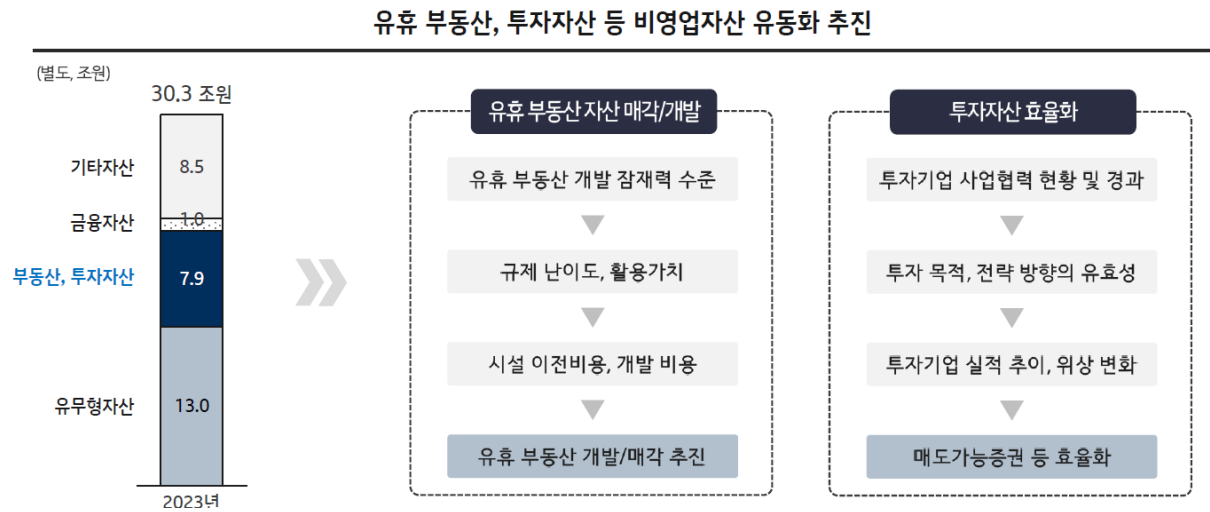 유휴 부동산, 투자자산 등 비영업자산 유동화 추진
(별도, 조원)
30.3 조원
기타자산
8.5
금융자산
1.0
부동산, 투자자산
7.9
유무형자산
13.0
2023년
유휴 부동산 자산 매각/개발
유휴 부동산 개발 잠재력 수준
규제 난이도, 활용가치
시설 이전비용, 개발 비용
유휴 부동산 개발/매각 추진
투자자산 효율화
투자기업 사업협력 현황 및 경과
투자 목적, 전략 방향의 유효성
투자기업 실적 추이, 위상 변화
매도가능증권 등 효율화